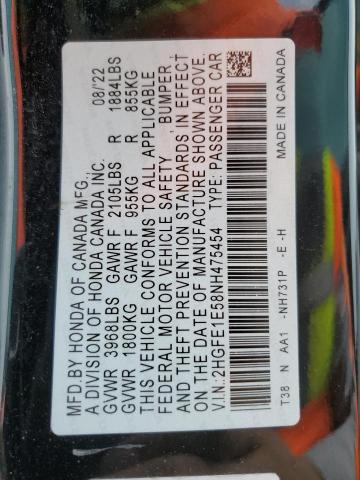 MFD.BY HONDA OF CANADA MFG.,
A DIVISION OF HONDA CANADA INC. 08/'22
GVWR 3968LBS GAWR F 2105LBS R 1884LBS
GVWR 1800KG GAWR F 955KG R 855KG
THIS VEHICLE CONFORMS TO ALL APPLICABLE
FEDERAL MOTOR VEHICLE SAFETY, BUMPER,
AND THEFT PREVENTION STANDARDS IN EFFECT
ON THE DATE OF MANUFACTURE SHOWN ABOVE.
V.I.N.:2HGFE1E58NH475454 TYPE: PASSENGER CAR
T38 N AA1 -NH731P -E -H MADE IN CANADA